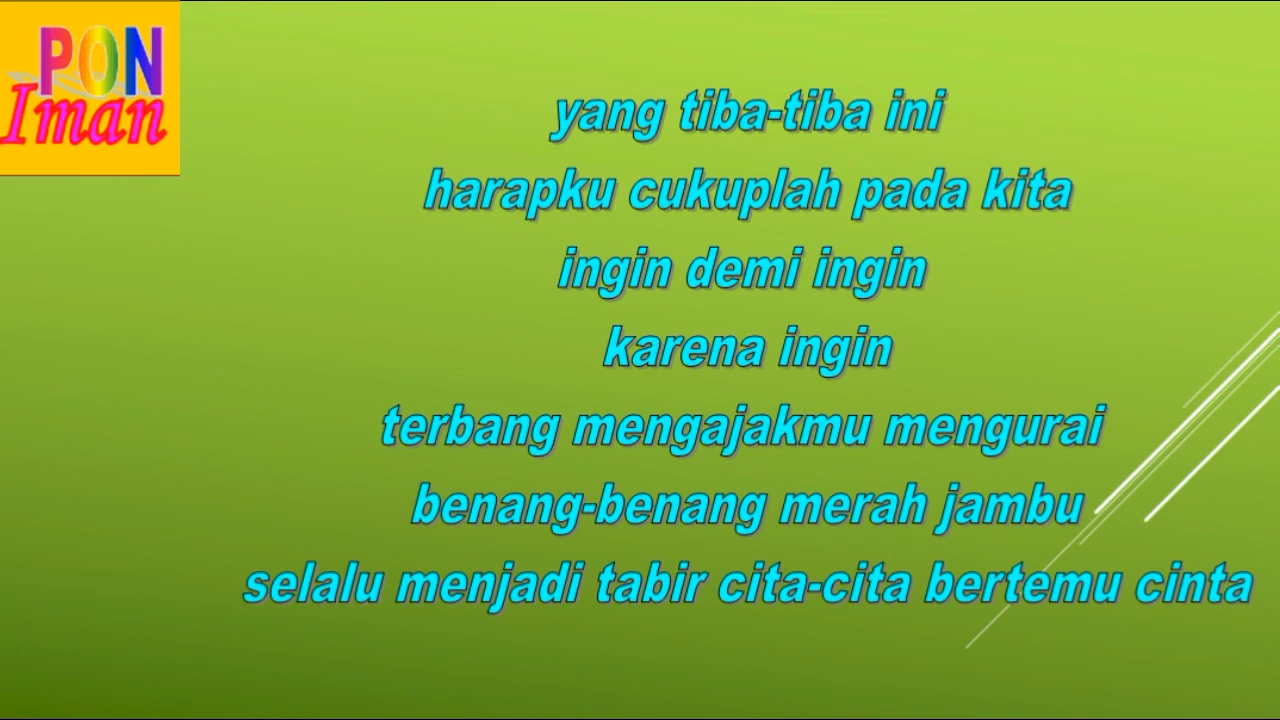 PON
Iman
yang tiba-tiba ini
harapku cukuplah pada kita
ingin demi ingin
karena ingin
terbang mengajakmu mengurai
benang-benang merah jambu
selalu menjadi tabir cita-cita bertemu cinta